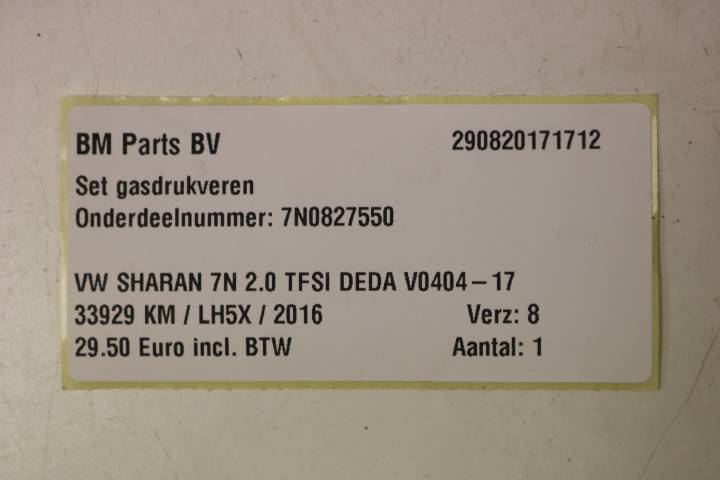 BM Parts BV 290820171712
Set gasdrukveren
Onderdeelnummer: 7N0827550
VW SHARAN 7N 2.0 TFSI DEDA V0404-17
33929 KM / LH5X / 2016 Verz: 8
29.50 Euro incl. BTW Aantal: 1